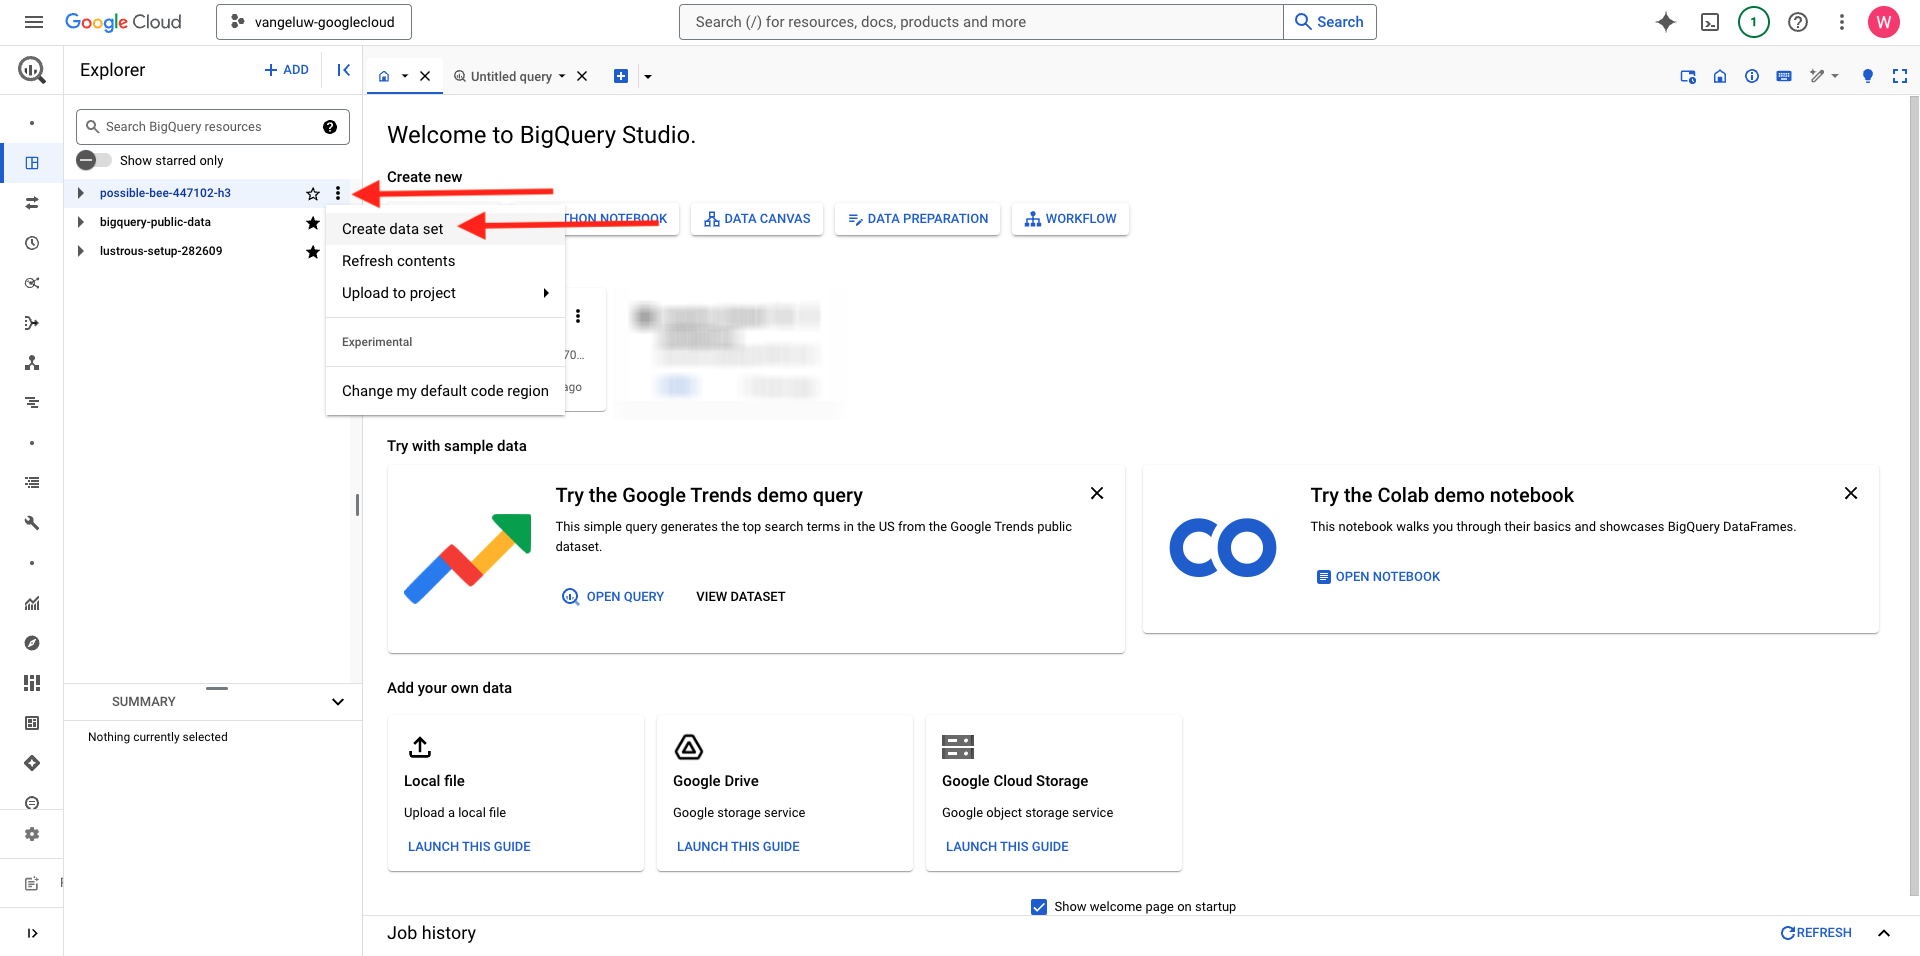 Google Cloud
vangeluw-googlecloud
Search (/) for resources, docs, products and more
Search
1
W
Explorer
ADD
Untitled query
Search BigQuery resources
Show starred only
possible-bee-447102-h3
bigquery-public-data
lustrous-setup-282609
Create data set
Refresh contents
Upload to project
Experimental
Change my default code region
Welcome to BigQuery Studio.
Create new
THON NOTEBOOK
DATA CANVAS
DATA PREPARATION
WORKFLOW
70...
ago
Try with sample data
Try the Google Trends demo query
This simple query generates the top search terms in the US from the Google Trends public
dataset.
OPEN QUERY
VIEW DATASET
Try the Colab demo notebook
This notebook walks you through their basics and showcases BigQuery DataFrames.
OPEN NOTEBOOK
SUMMARY
Nothing currently selected
Add your own data
Local file
Upload a local file
LAUNCH THIS GUIDE
Google Drive
Google storage service
LAUNCH THIS GUIDE
Google Cloud Storage
Google object storage service
LAUNCH THIS GUIDE
Show welcome page on startup
Job history
REFRESH